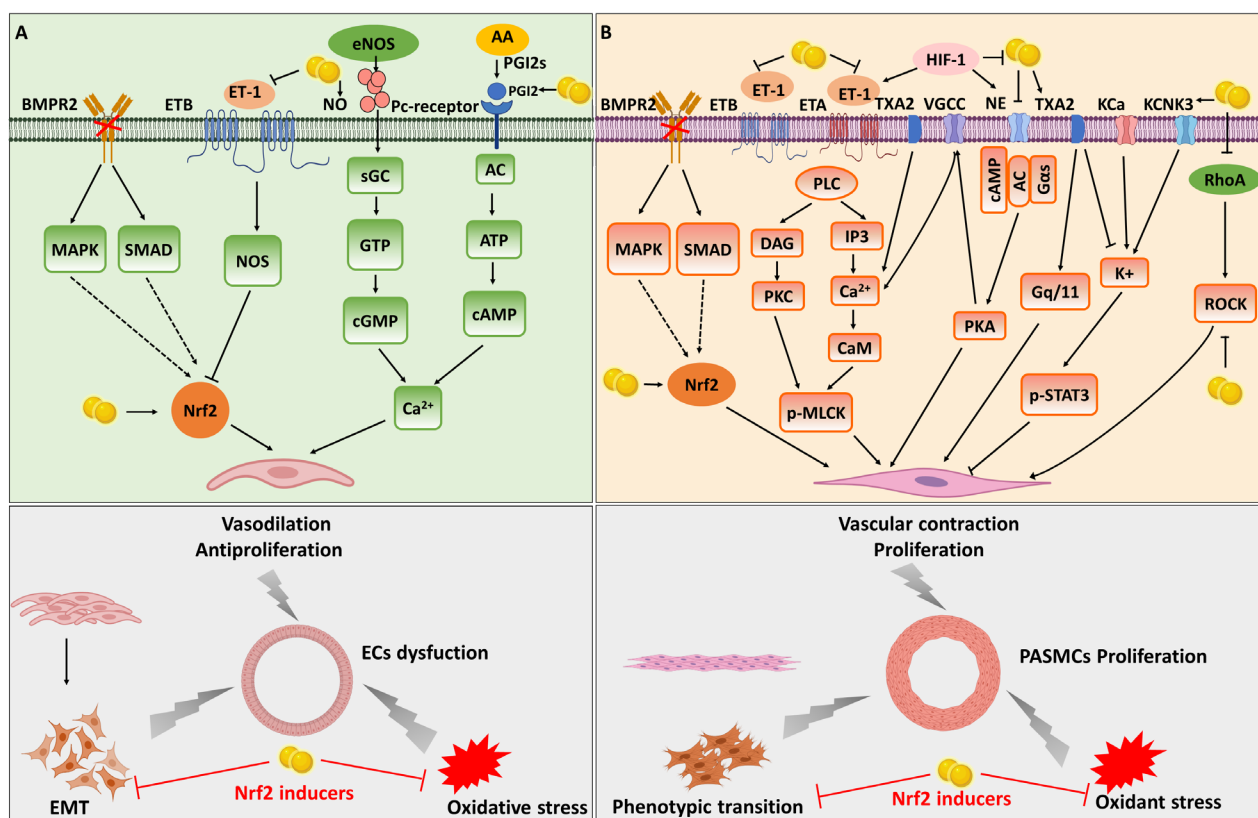 A
eNOS
AA
PGI2s
ET-1
NO
PGI2
BMPR2
ETB
Pc-receptor
sGC
AC
MAPK
SMAD
NOS
GTP
ATP
cGMP
cAMP
Nrf2
Ca²⁺
B
HIF-1
ET-1
ET-1
BMPR2
ETB
ETA
TXA2
VGCC
NE
TXA2
KCa
KCNK3
cAMP
AC
Gαs
RhoA
PLC
MAPK
SMAD
DAG
IP3
K+
PKC
Ca²⁺
Gq/11
ROCK
PKA
CaM
Nrf2
p-MLCK
p-STAT3
Vasodilation
Antiproliferation
ECs dysfuction
Nrf2 inducers
EMT
Oxidative stress
Vascular contraction
Proliferation
PASMCs Proliferation
Nrf2 inducers
Phenotypic transition
Oxidant stress